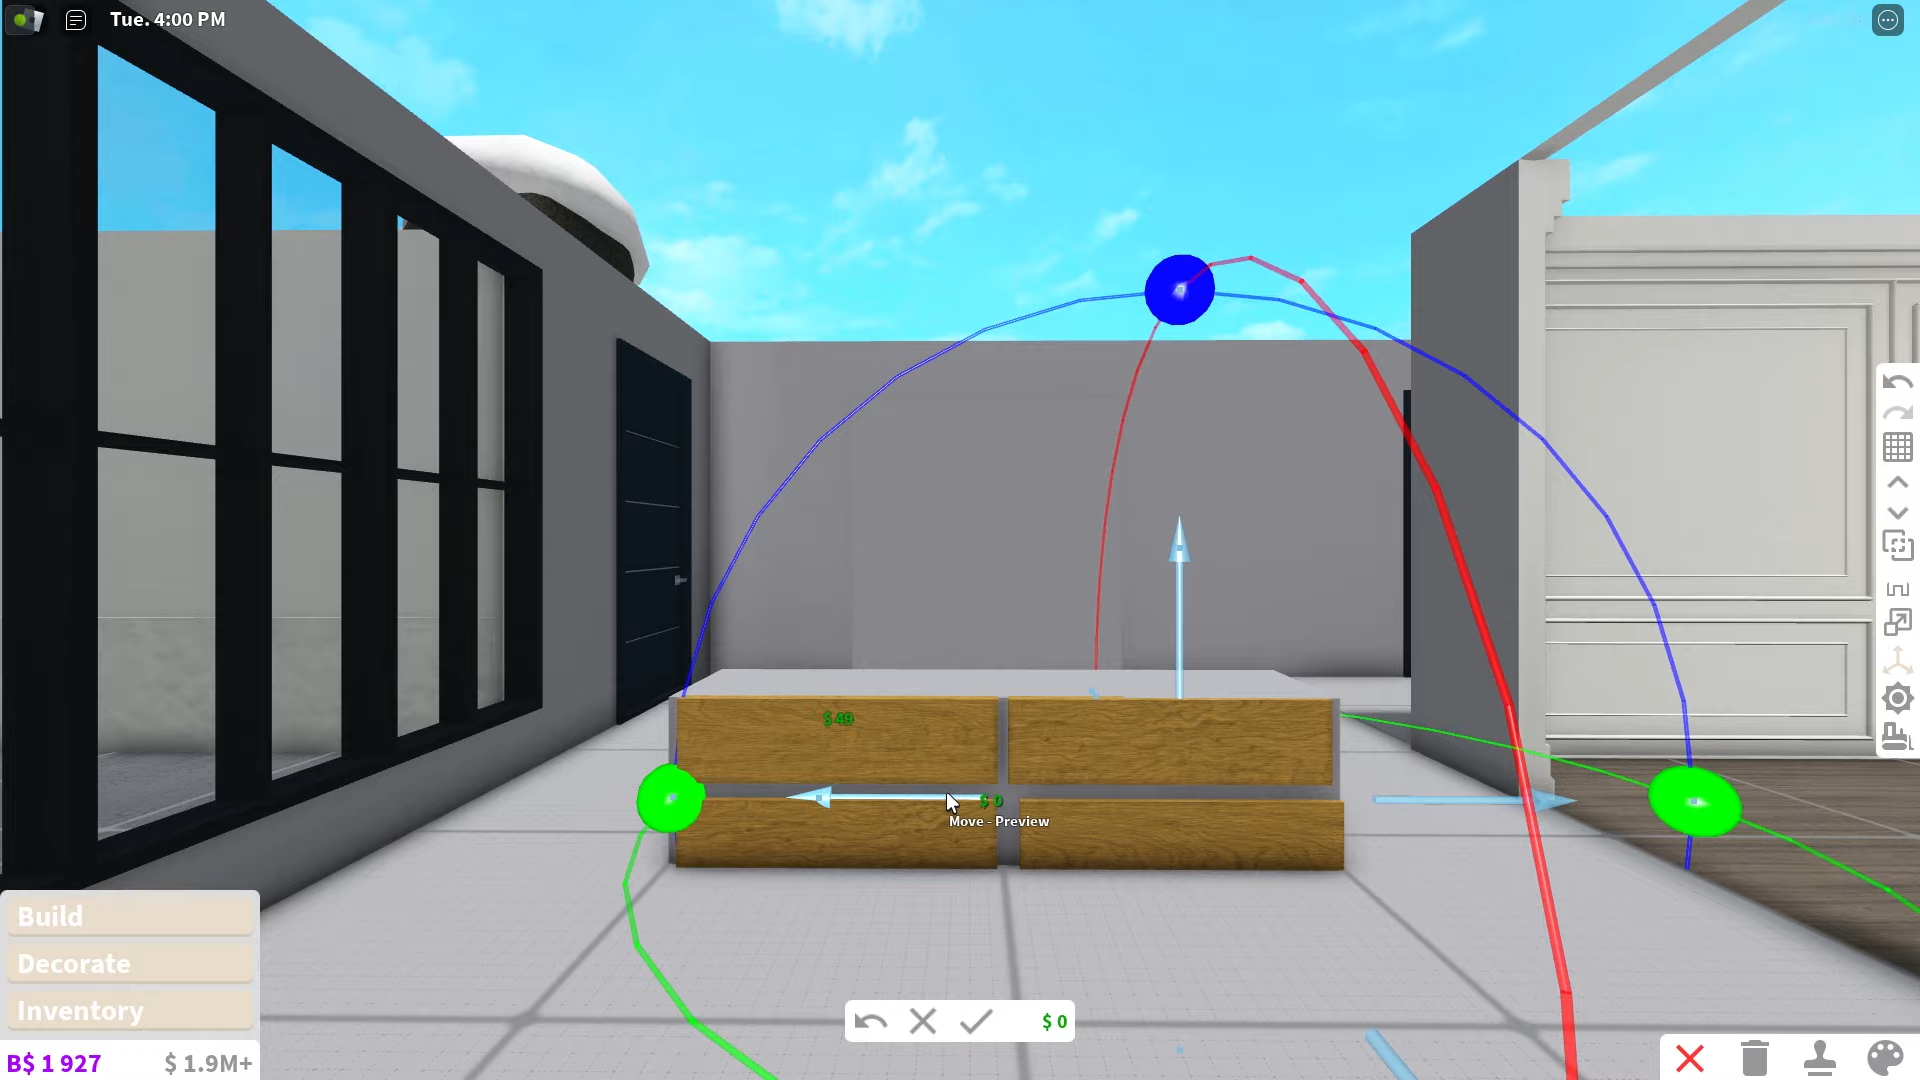 Tue. 4:00 PM
$ 49
$ 0
Move - Preview
Build
Decorate
Inventory
B$ 1 927
$ 1.9M+
$ 0